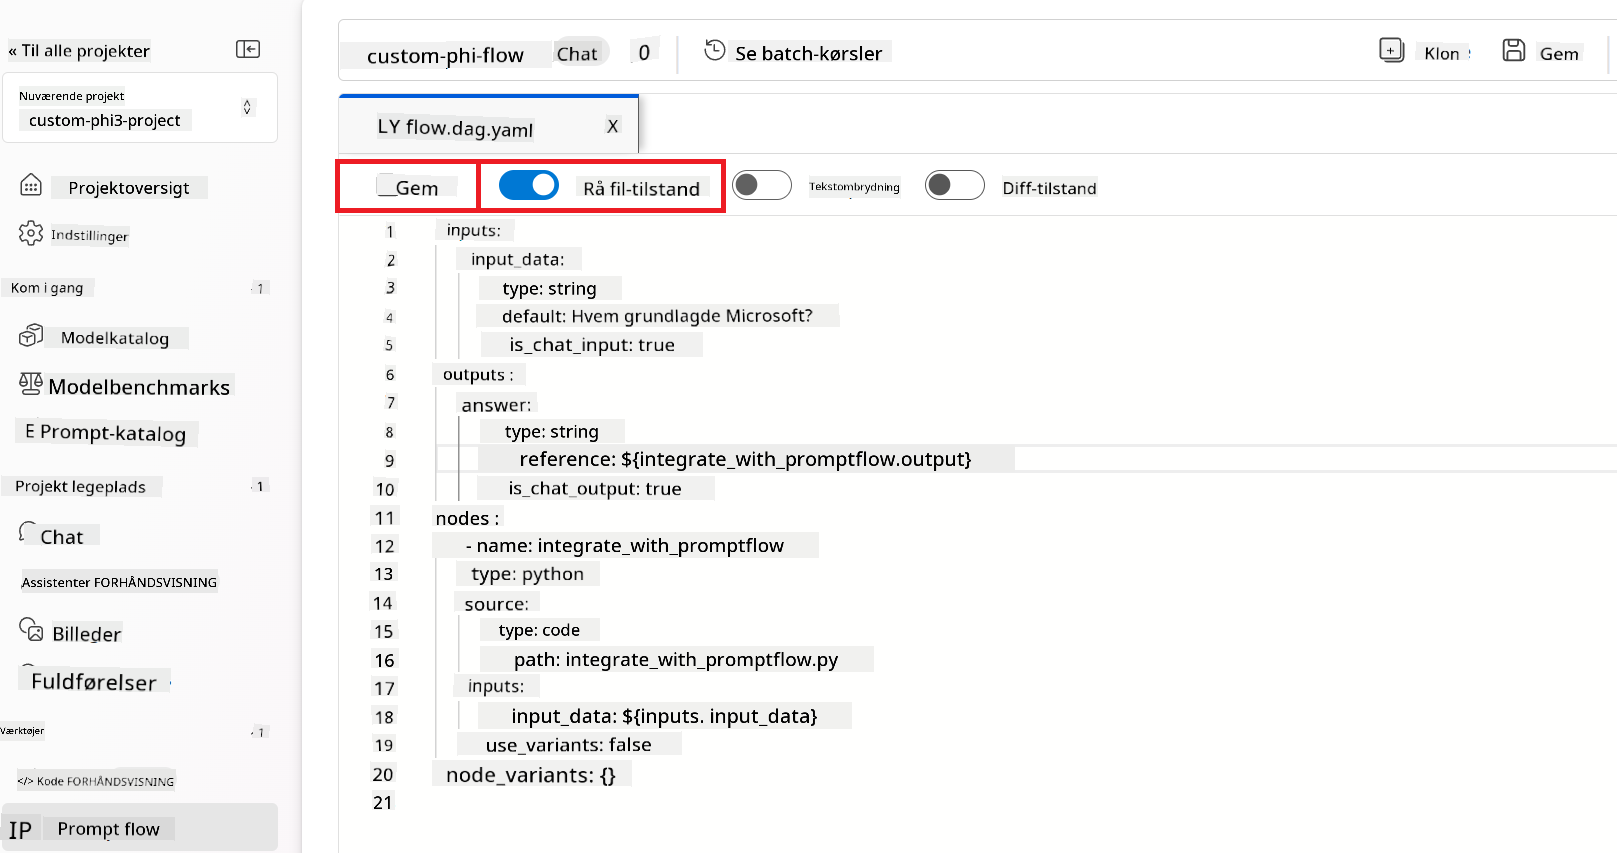 « Til alle projekter
Nuværende projekt
custom-phi3-project
Projektoversigt
Indstillinger
Kom i gang 1
Modelkatalog
Modelbenchmarks
E Prompt-katalog
Projekt legeplads 1
Chat
Assistenter FORHÅNDSVISNING
Billeder
Fuldførelser
Værktøjer 1
</> Kode FORHÅNDSVISNING
IP Prompt flow
custom-phi-flow Chat 0 Se batch-kørsler Klon Gem
LY flow.dag.yaml X
Gem Rå fil-tilstand Tekstombrydning Diff-tilstand
1 inputs:
2 input_data:
3 type: string
4 default: Hvem grundlagde Microsoft?
5 is_chat_input: true
6 outputs :
7 answer:
8 type: string
9 reference: ${integrate_with_promptflow.output}
10 is_chat_output: true
11 nodes :
12 - name: integrate_with_promptflow
13 type: python
14 source:
15 type: code
16 path: integrate_with_promptflow.py
17 inputs:
18 input_data: ${inputs. input_data}
19 use_variants: false
20 node_variants: {}
21